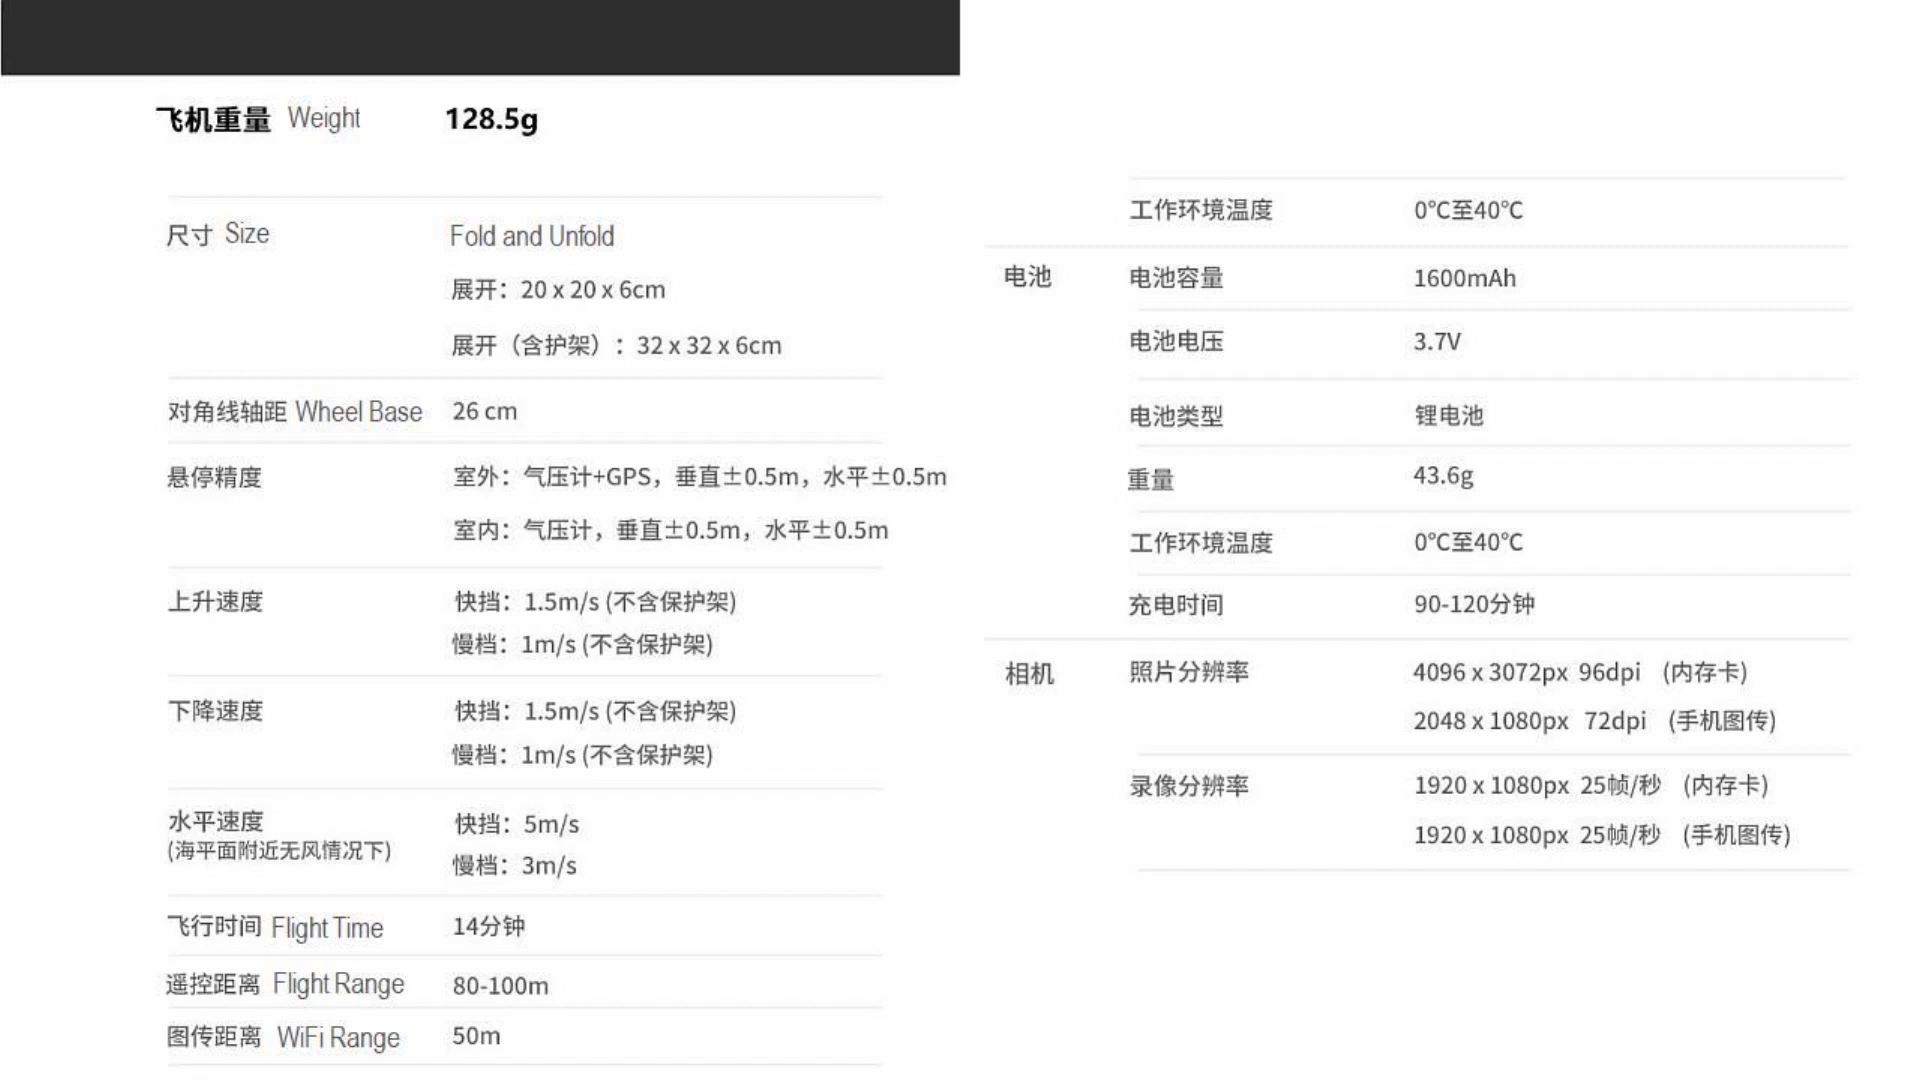 飞机重量 Weight 128.5g
尺寸 Size Fold and Unfold
展开：20 x 20 x 6cm
展开（含护架）：32 x 32 x 6cm
对角线轴距 Wheel Base 26 cm
悬停精度 室外：气压计+GPS，垂直±0.5m，水平±0.5m
室内：气压计，垂直±0.5m，水平±0.5m
上升速度 快挡：1.5m/s (不含保护架)
慢档：1m/s (不含保护架)
下降速度 快挡：1.5m/s (不含保护架)
慢档：1m/s (不含保护架)
水平速度 快挡：5m/s
(海平面附近无风情况下) 慢档：3m/s
飞行时间 Flight Time 14分钟
遥控距离 Flight Range 80-100m
图传距离 WiFi Range 50m
工作环境温度 0℃至40℃
电池 电池容量 1600mAh
电池电压 3.7V
电池类型 锂电池
重量 43.6g
工作环境温度 0℃至40℃
充电时间 90-120分钟
相机 照片分辨率 4096 x 3072px 96dpi (内存卡)
2048 x 1080px 72dpi (手机图传)
录像分辨率 1920 x 1080px 25帧/秒 (内存卡)
1920 x 1080px 25帧/秒 (手机图传)